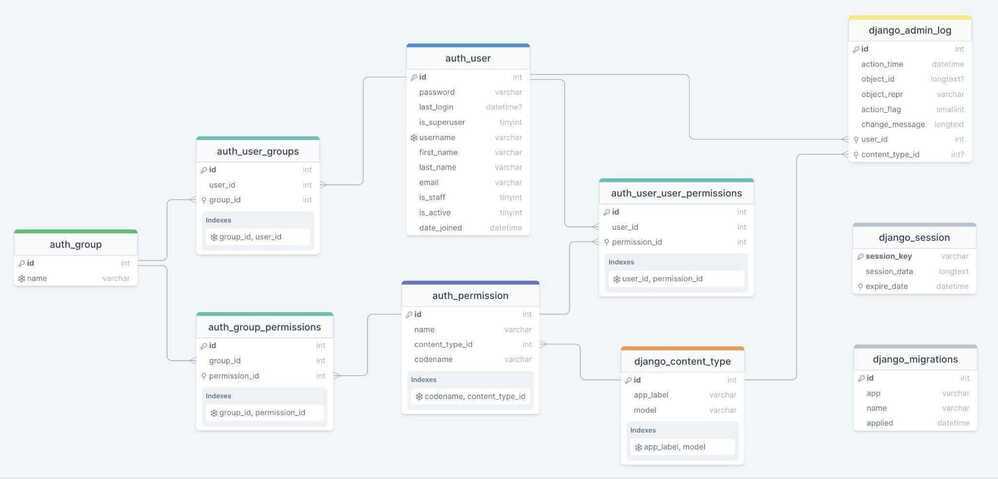 django_admin_log
id int
action_time datetime
object_id longtext?
object_repr varchar
action_flag smallint
change_message longtext
user_id int
content_type_id int?
auth_user
id int
password varchar
last_login datetime?
is_superuser tinyint
username varchar
first_name varchar
last_name varchar
email varchar
is_staff tinyint
is_active tinyint
date_joined datetime
auth_user_groups
id int
user_id int
group_id int
Indexes
group_id, user_id
auth_user_user_permissions
id int
user_id int
permission_id int
Indexes
user_id, permission_id
django_session
session_key varchar
session_data longtext
expire_date datetime
auth_group
id int
name varchar
auth_permission
id int
name varchar
content_type_id int
codename varchar
Indexes
codename, content_type_id
auth_group_permissions
id int
group_id int
permission_id int
Indexes
group_id, permission_id
django_content_type
id int
app_label varchar
model varchar
Indexes
app_label, model
django_migrations
id int
app varchar
name varchar
applied datetime